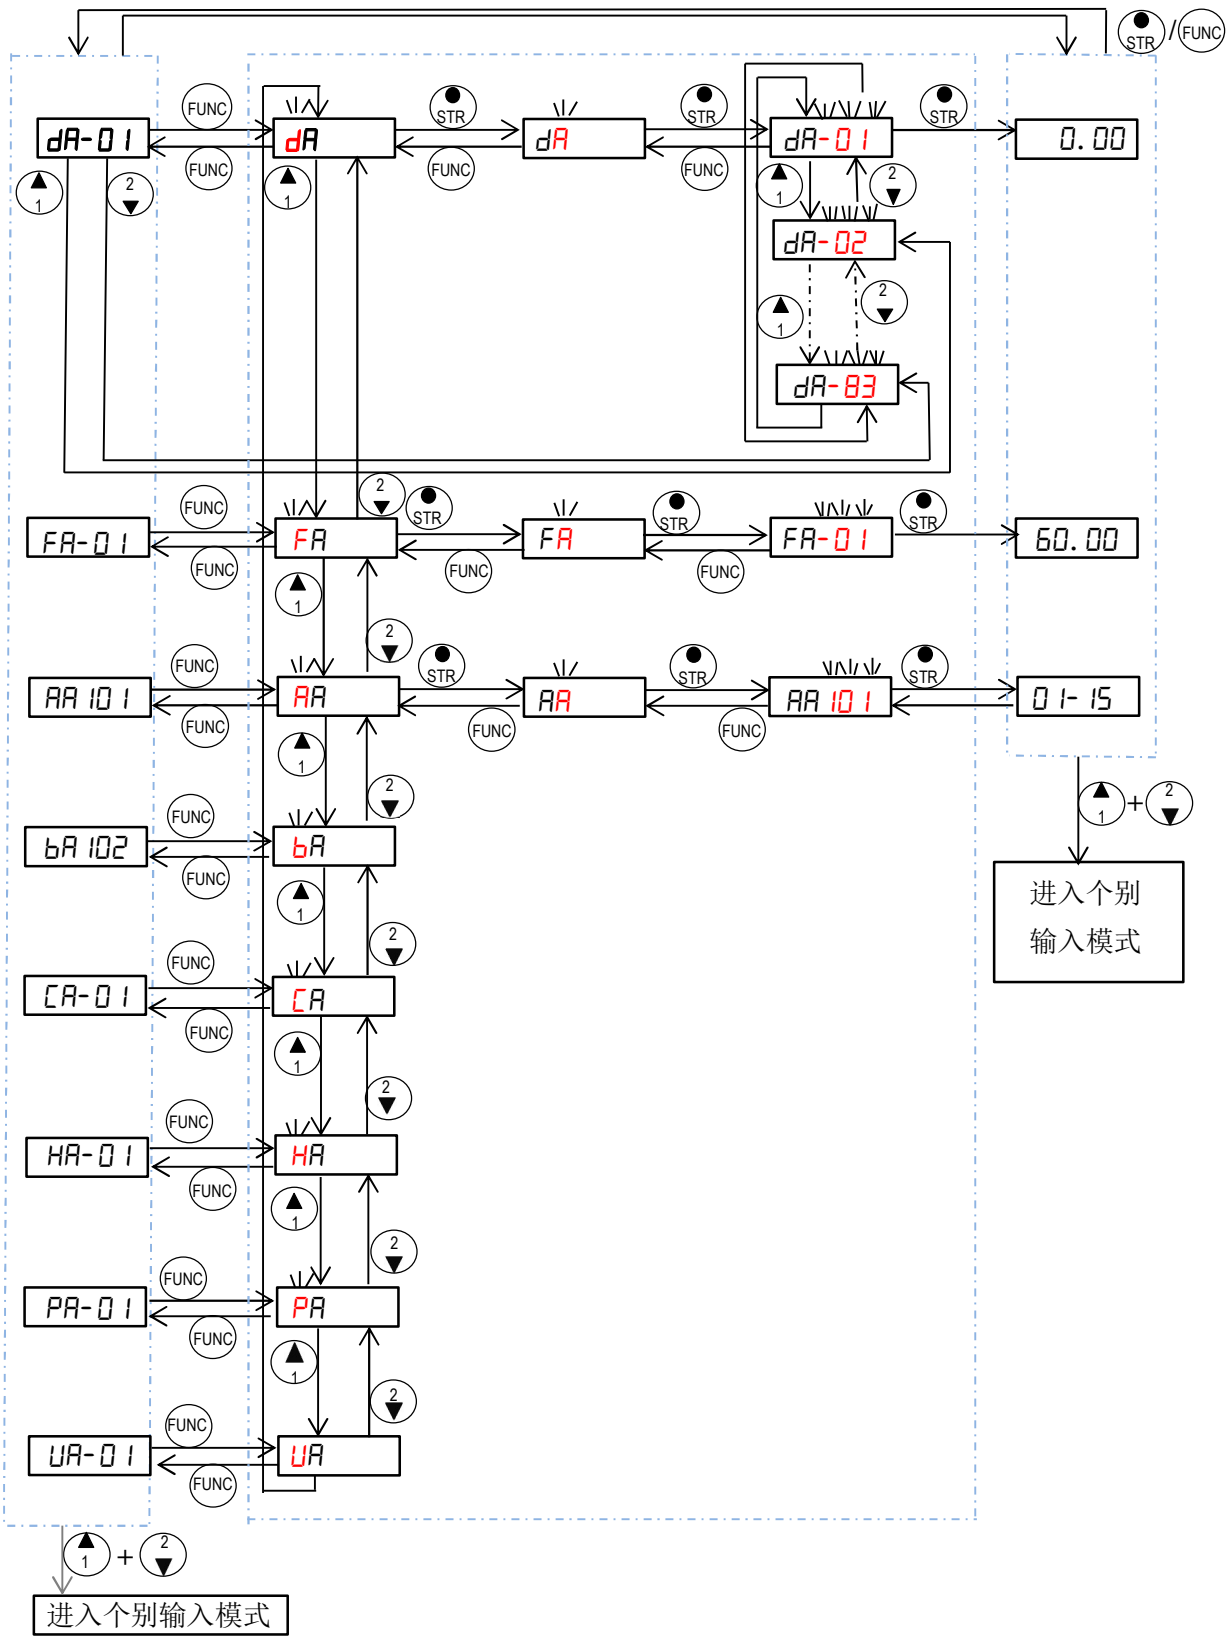 STR / FUNC
FUNC STR STR STR
dA-01 dA dA dA-01 0.00
FUNC FUNC FUNC
1 2 1 1 2
dA-02
1 2
dA-83
2
FUNC STR STR STR
FA-01 FA FA FA-01 60.00
FUNC FUNC FUNC
1 2
FUNC STR STR STR
AA101 AA AA AA101 01-15
FUNC FUNC FUNC
1 2
1 + 2
FUNC
bA102 bA
FUNC
进入个别
输入模式
1 2
FUNC
CA-01 CA
FUNC
1 2
FUNC
HA-01 HA
FUNC
1 2
FUNC
PA-01 PA
FUNC
1 2
FUNC
UA-01 UA
FUNC
1 + 2
进入个别输入模式